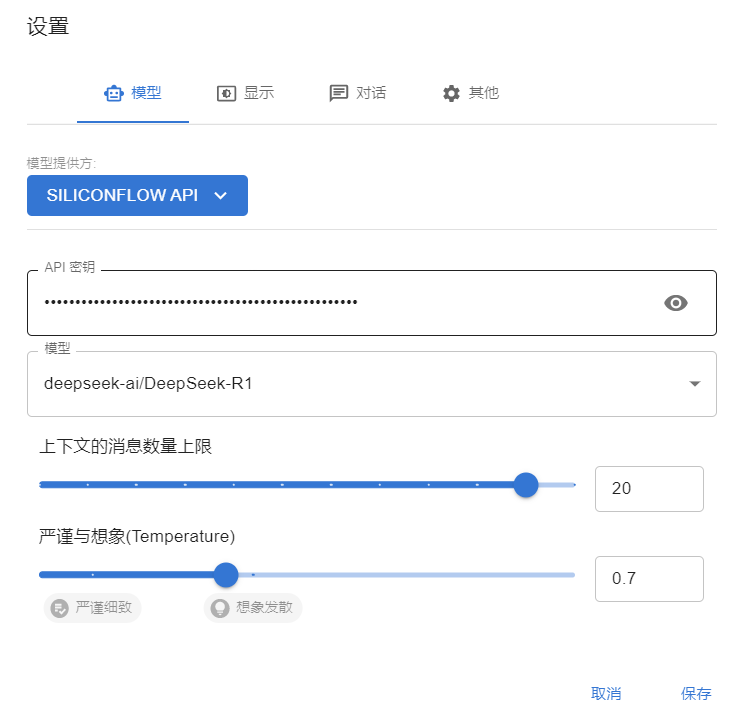 设置
模型 显示 对话 其他
模型提供方:
SILICONFLOW API
API 密钥
••••••••••••••••••••••••••••••••••••••••••••••••••••
模型
deepseek-ai/DeepSeek-R1
上下文的消息数量上限
20
严谨与想象(Temperature)
0.7
严谨细致 想象发散
取消 保存